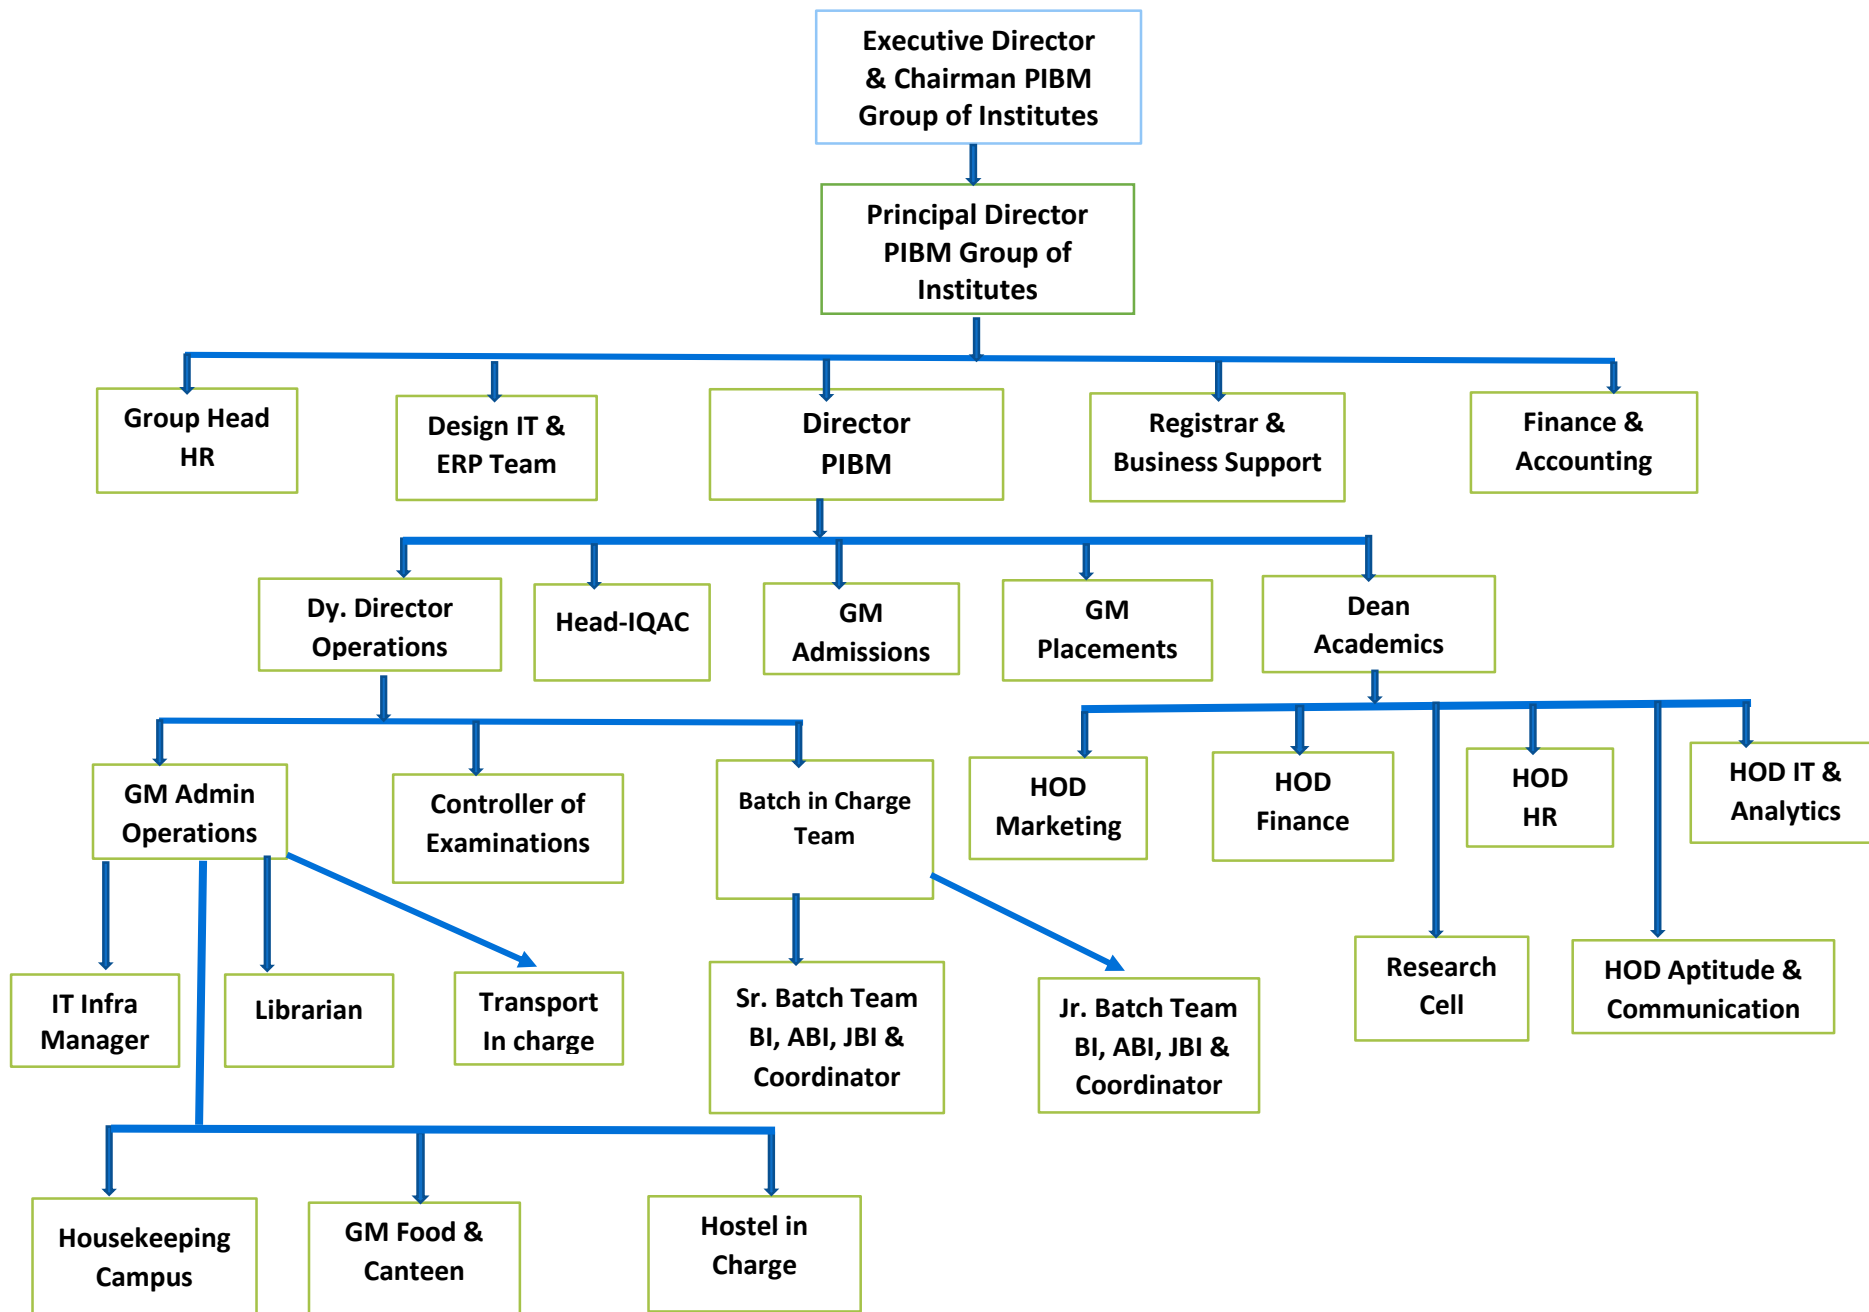 Executive Director
& Chairman PIBM
Group of Institutes
Principal Director
PIBM Group of
Institutes
Group Head
HR
Design IT &
ERP Team
Director
PIBM
Registrar &
Business Support
Finance &
Accounting
Dy. Director
Operations
Head-IQAC
GM
Admissions
GM
Placements
Dean
Academics
GM Admin
Operations
Controller of
Examinations
Batch in Charge
Team
HOD
Marketing
HOD
Finance
HOD
HR
HOD IT &
Analytics
IT Infra
Manager
Librarian
Transport
In charge
Sr. Batch Team
BI, ABI, JBI &
Coordinator
Jr. Batch Team
BI, ABI, JBI &
Coordinator
Research
Cell
HOD Aptitude &
Communication
Housekeeping
Campus
GM Food &
Canteen
Hostel in
Charge